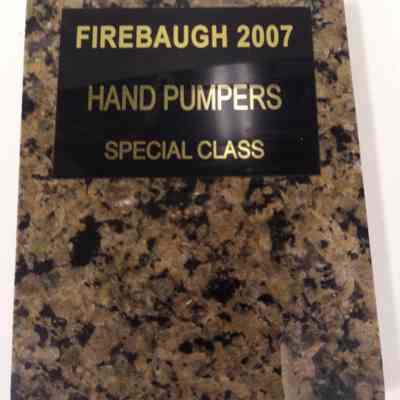 FIREBAUGH 2007
HAND PUMPERS
SPECIAL CLASS